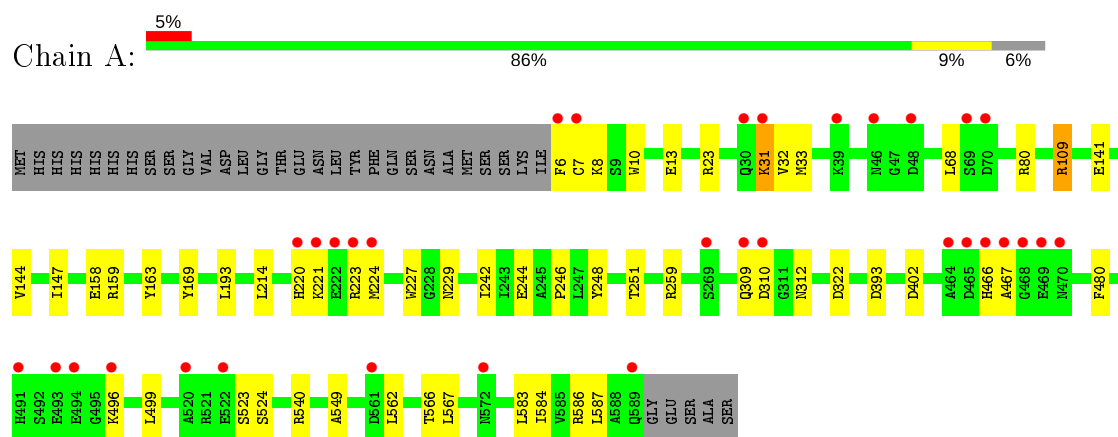 5%
Chain A:
86% 9% 6%
MET HIS HIS HIS HIS HIS HIS SER SER GLY VAL ASP LEU GLY THR GLU ASN LEU TYR PHE GLN SER ASN ALA MET SER SER LYS ILE F6 C7 K8 S9 W10 E13 R23 Q30 K31 V32 M33 K39 N46 G47 D48 L68 S69 D70 R80 R109 E141
V144 I147 E158 R159 Y163 Y169 L193 L214 H220 K221 E222 R223 M224 W227 G228 N229 I242 I243 E244 A245 P246 L247 Y248 T251 R259 S269 Q309 D310 G311 N312 D322 D393 D402 A464 D465 H466 A467 G468 E469 N470 F480
H491 S492 E493 E494 G495 K496 L499 A520 R521 E522 S523 S524 R540 A549 D561 L562 T566 L567 N572 L583 I584 V585 R586 L587 A588 Q589 GLY GLU SER ALA SER